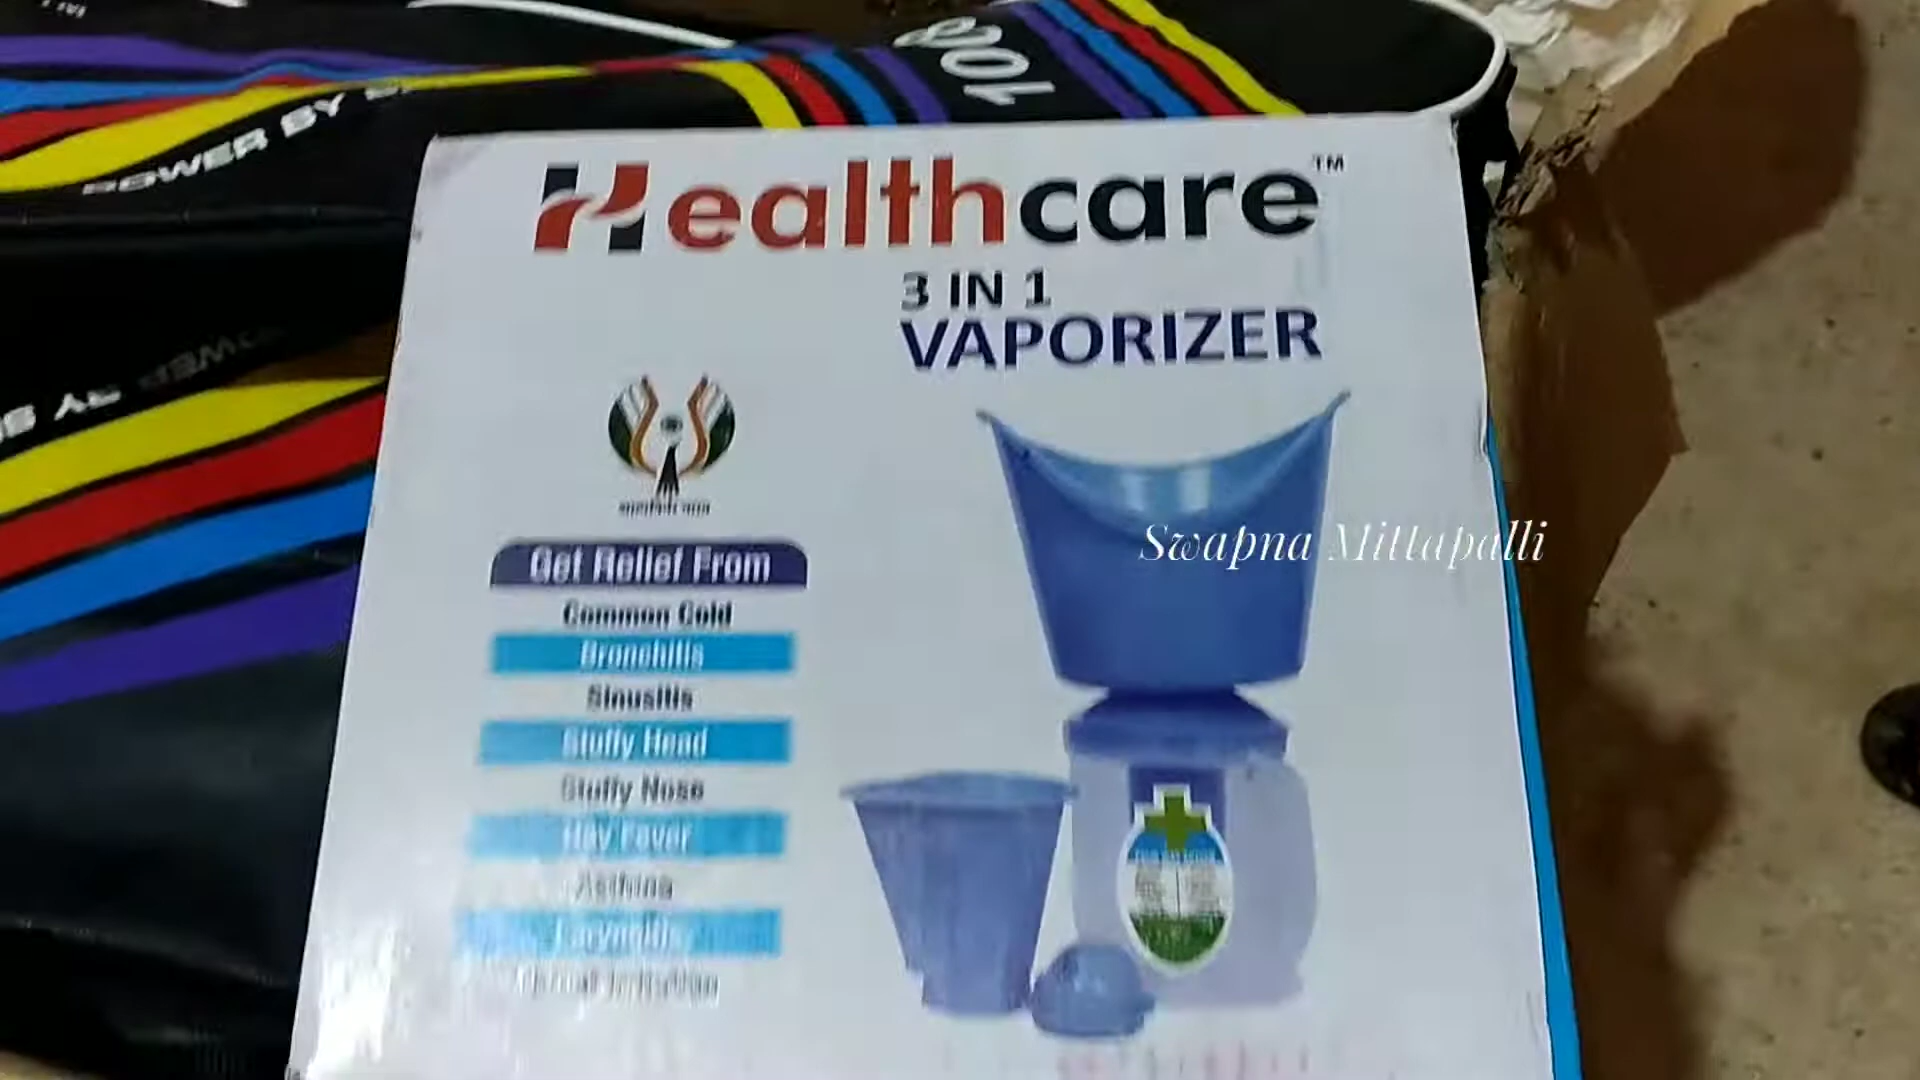 POWER BY
100
Healthcare™
3 IN 1
VAPORIZER
Get Relief From
Common Cold
Bronchitis
Sinusitis
Stuffy Head
Stuffy Nose
Hay Fever
Asthma
Swapna Mittapalli